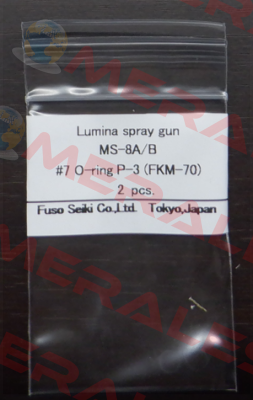 Lumina spray gun
MS-8A/B
#7 O-ring P-3 (FKM-70)
2 pcs.
Fuso Seiki Co.,Ltd. Tokyo,Japan